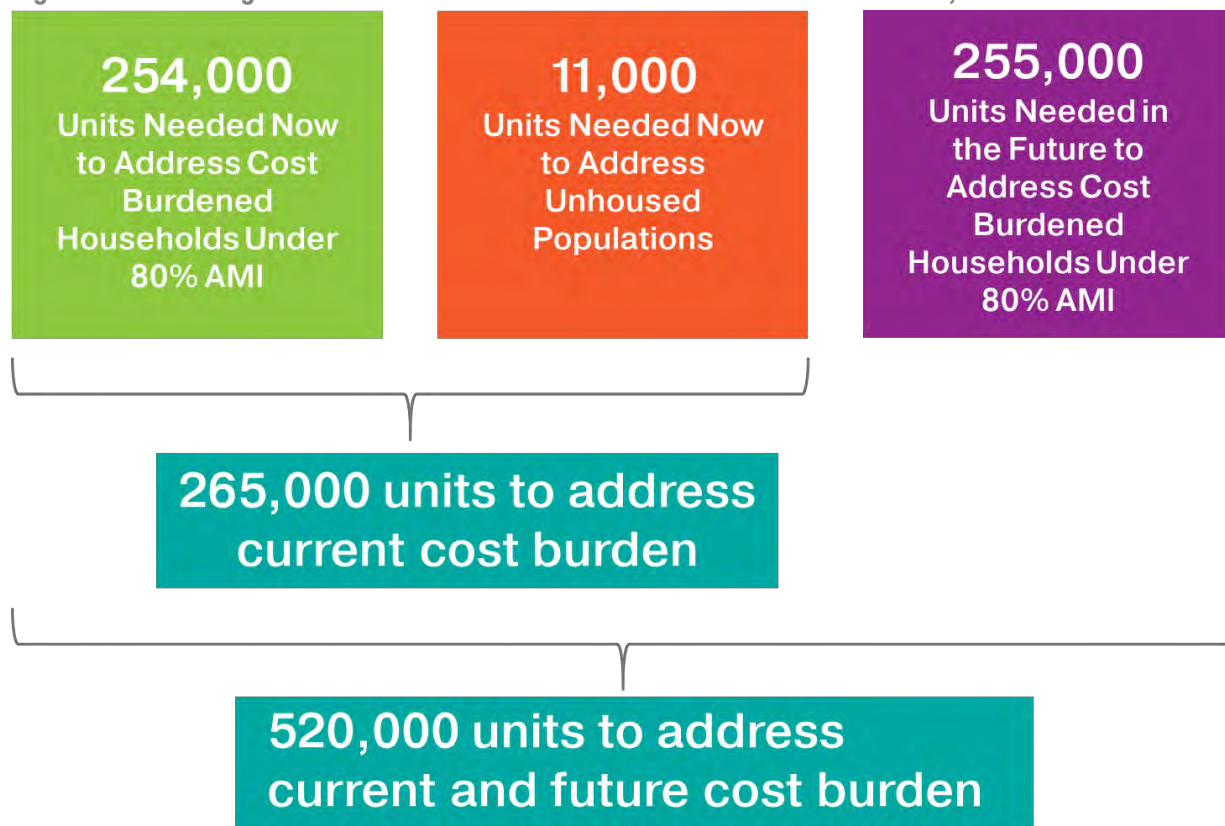 254,000
Units Needed Now
to Address Cost
Burdened
Households Under
80% AMI
11,000
Units Needed Now
to Address
Unhoused
Populations
255,000
Units Needed in
the Future to
Address Cost
Burdened
Households Under
80% AMI
265,000 units to address
current cost burden
520,000 units to address
current and future cost burden